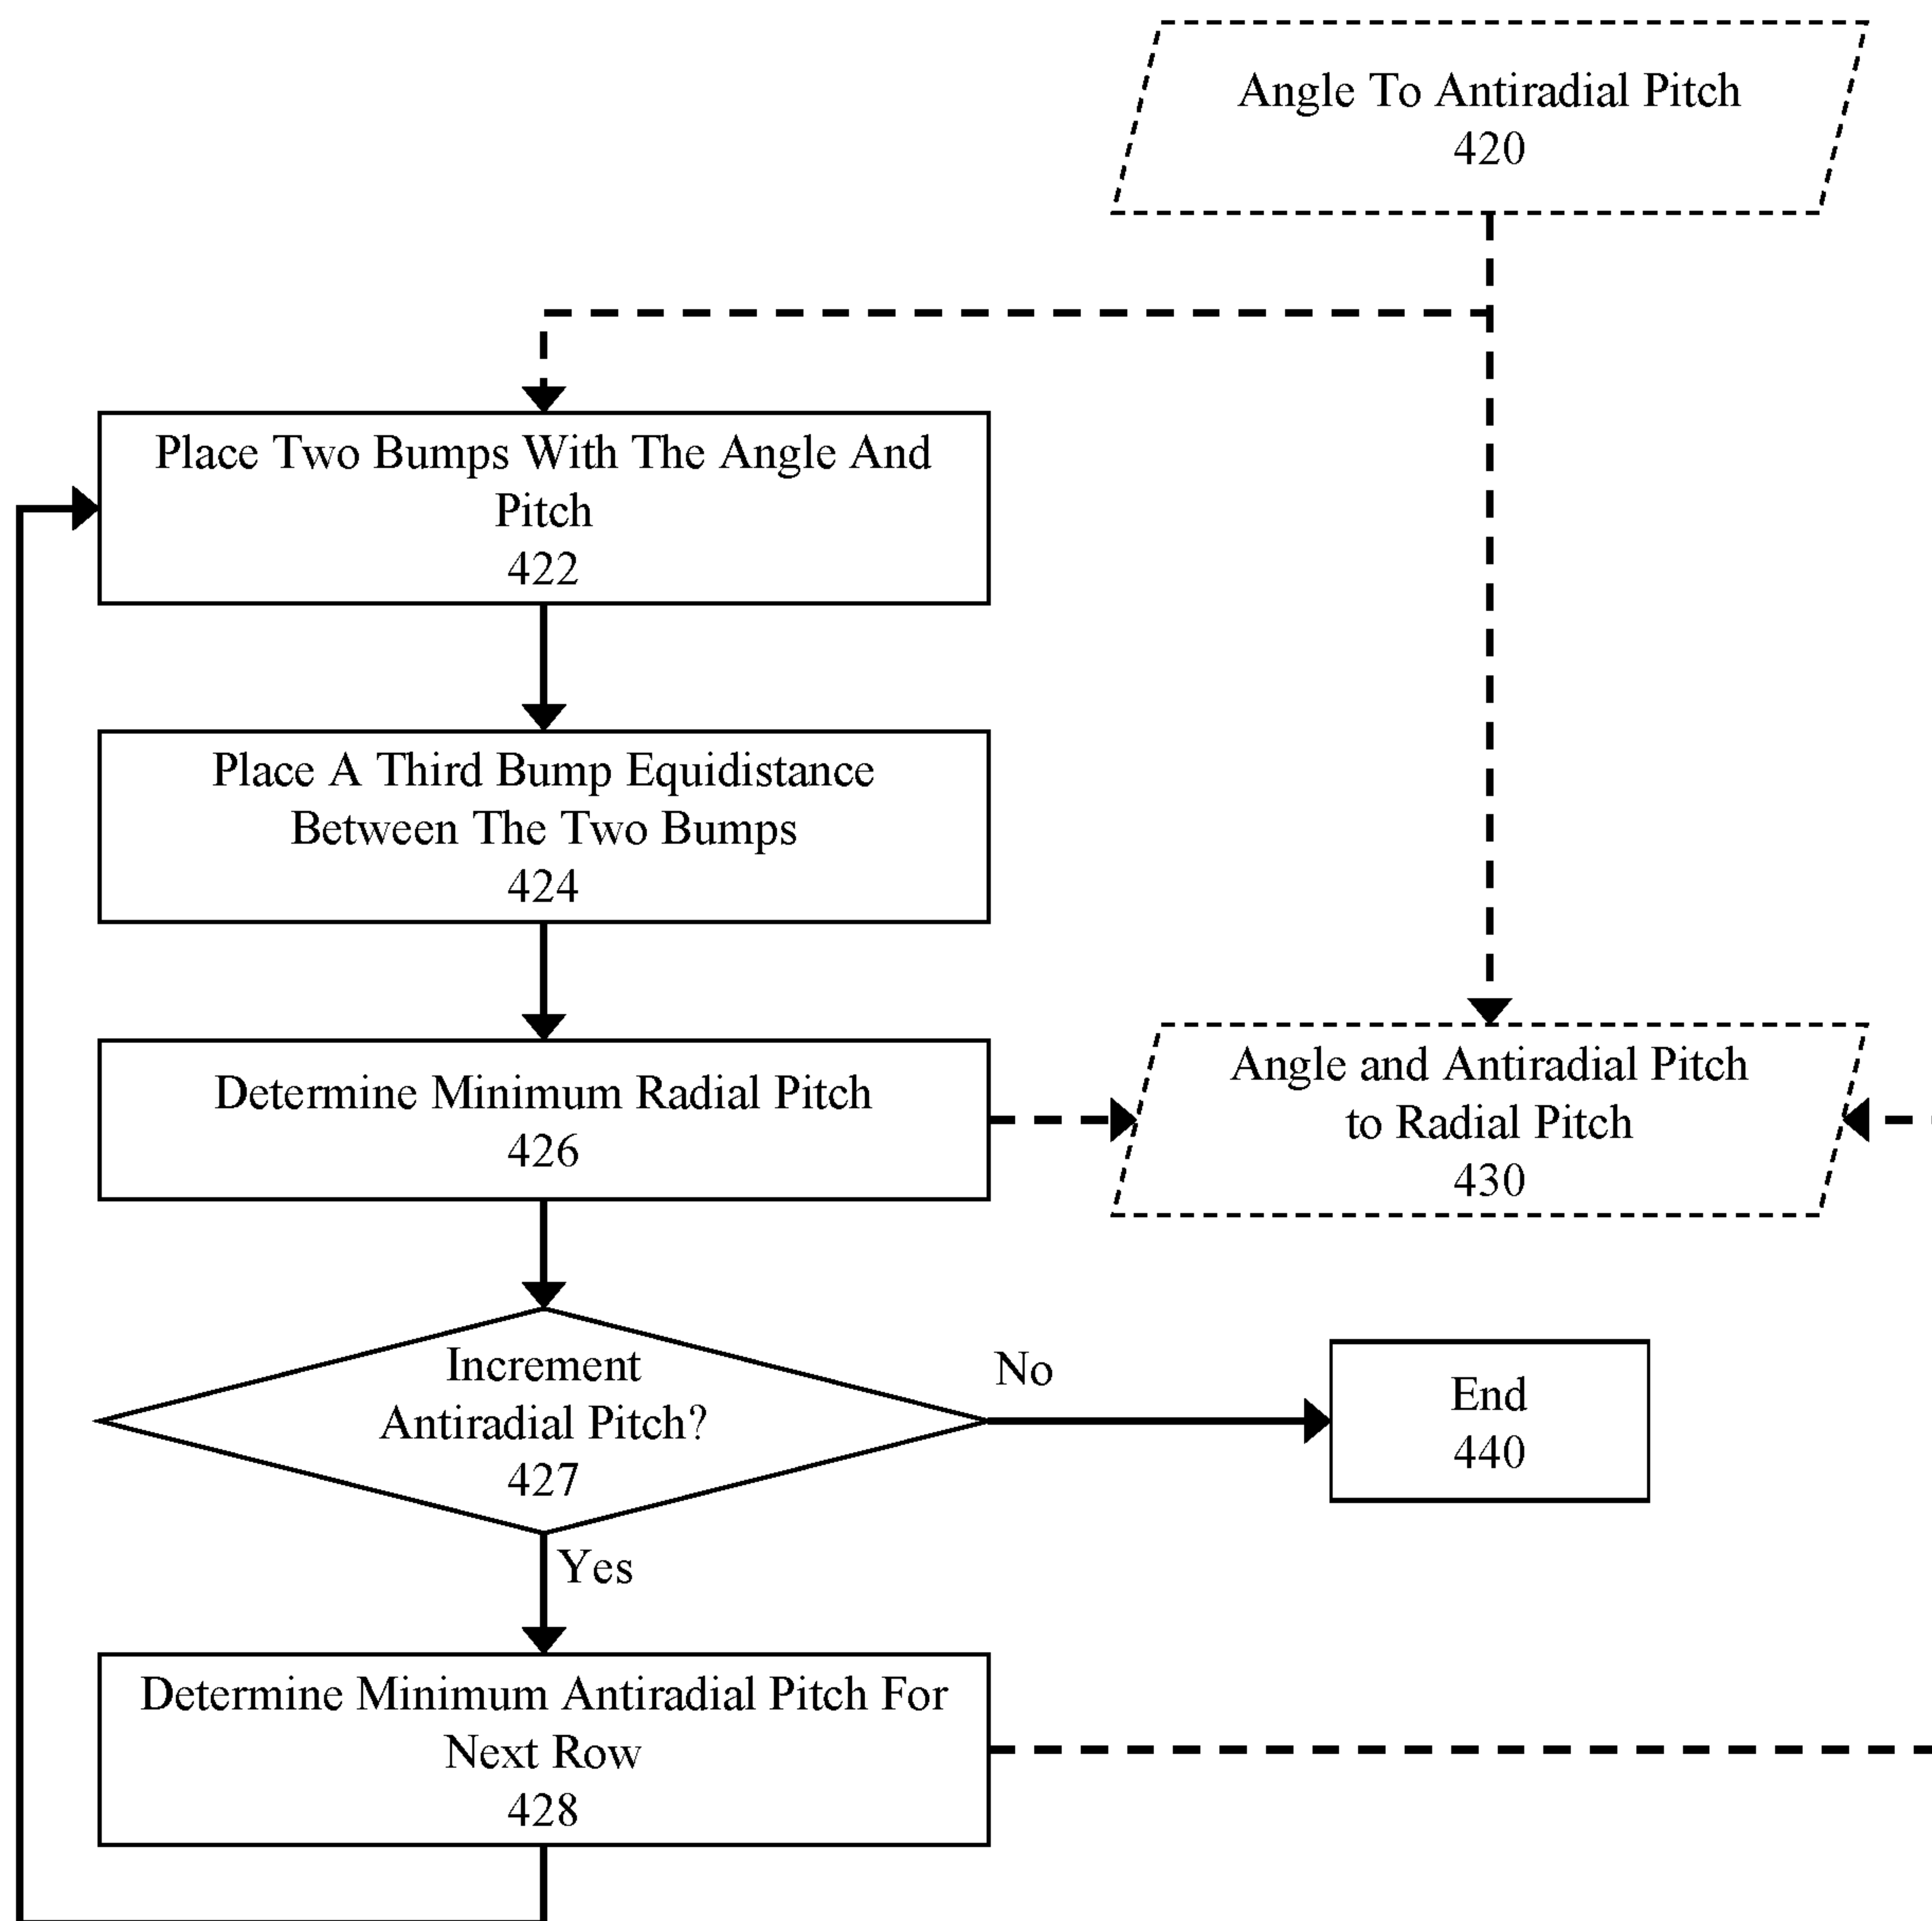 Angle To Antiradial Pitch
420
Place Two Bumps With The Angle And
Pitch
422
Place A Third Bump Equidistance
Between The Two Bumps
424
Determine Minimum Radial Pitch
426
Angle and Antiradial Pitch
to Radial Pitch
430
Increment
Antiradial Pitch?
427
No
End
440
Yes
Determine Minimum Antiradial Pitch For
Next Row
428